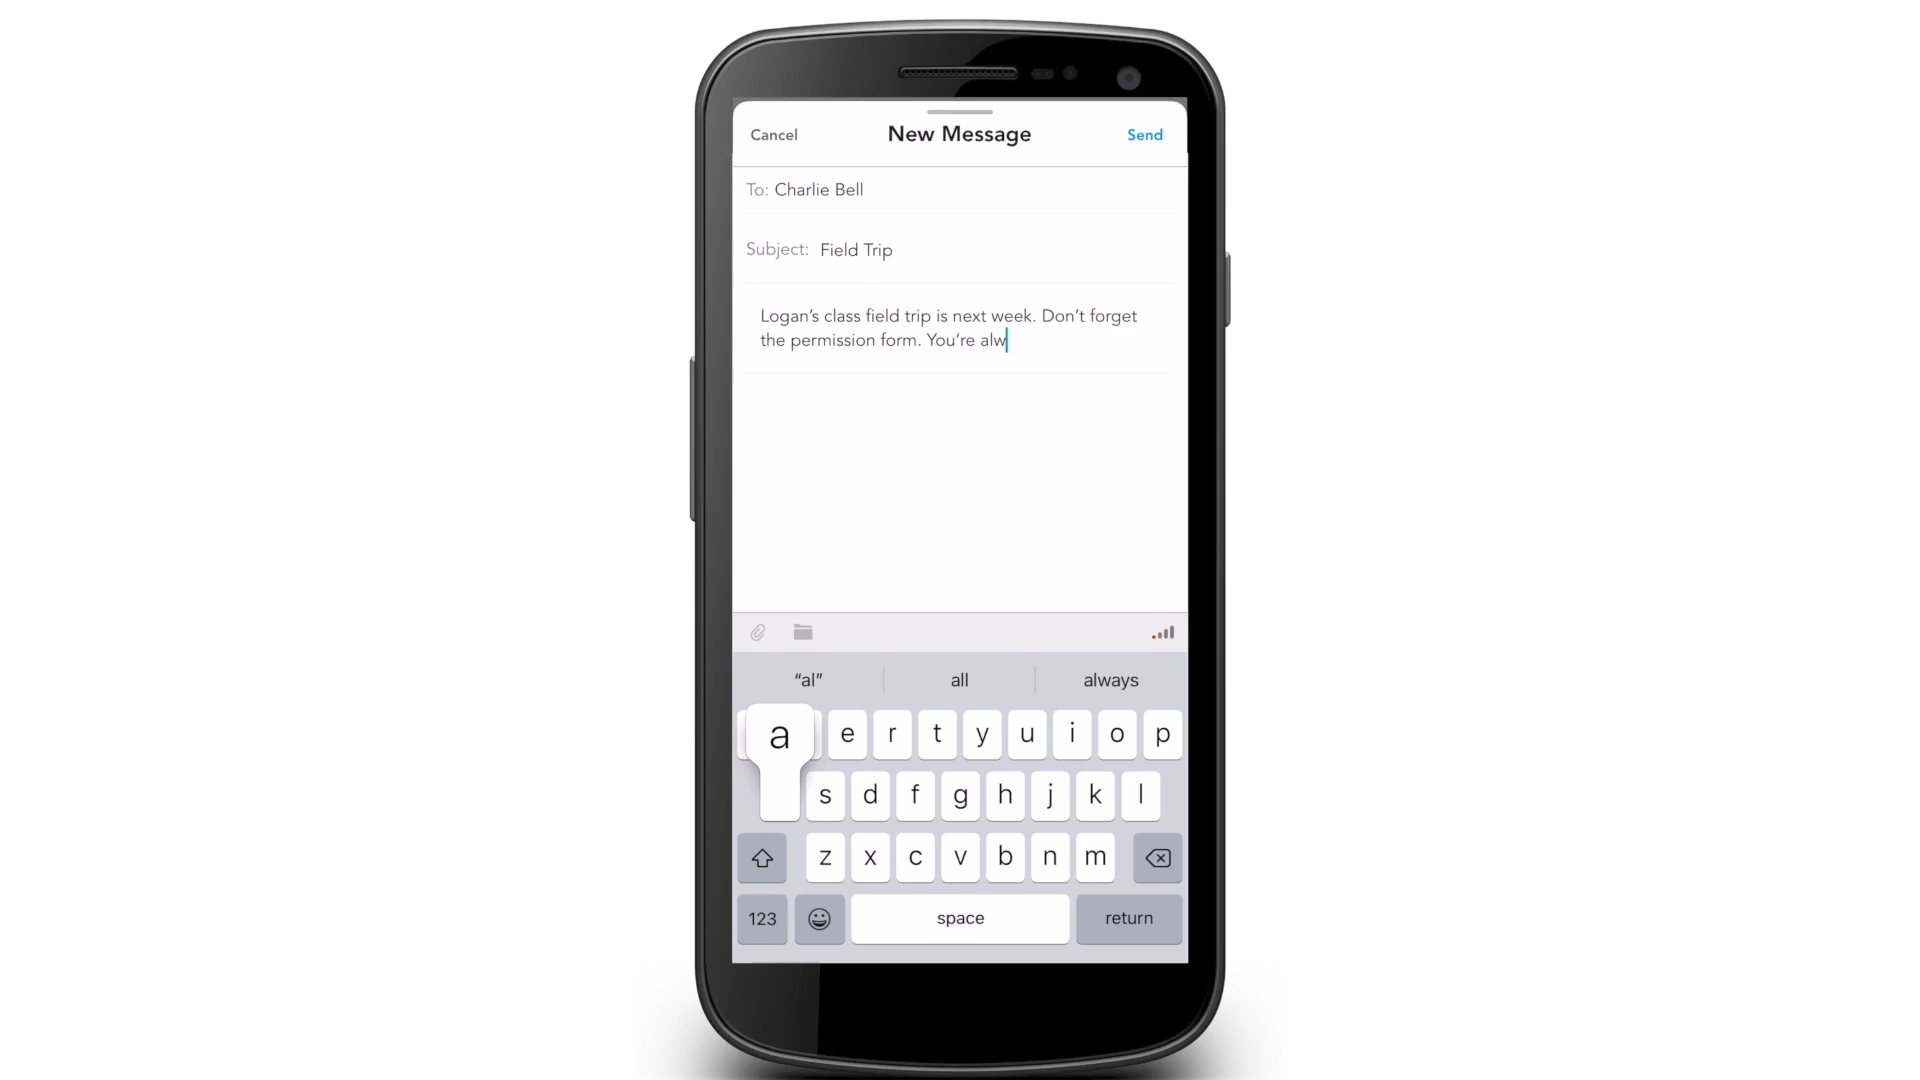 Cancel New Message Send
To: Charlie Bell
Subject: Field Trip
Logan’s class field trip is next week. Don’t forget
the permission form. You’re alw
“al” all always
a e r t y u i o p
s d f g h j k l
z x c v b n m
123 space return